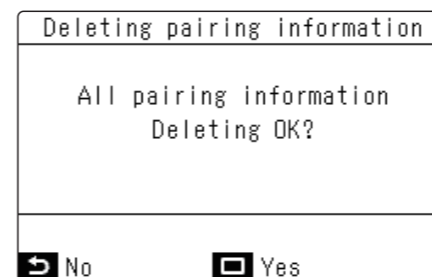 Deleting pairing information
All pairing information
Deleting OK?
No Yes